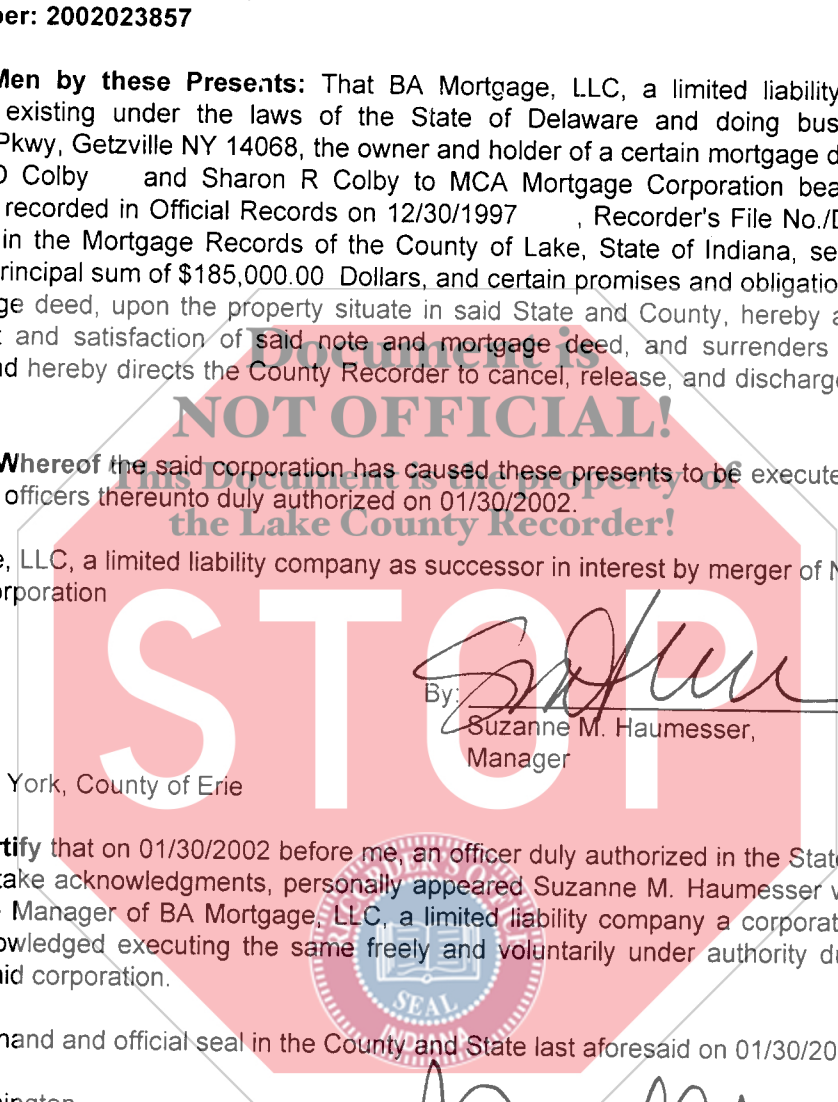 ber: 2002023857
Men by these Presents: That BA Mortgage, LLC, a limited liability
existing under the laws of the State of Delaware and doing bus
Pkwy, Getzville NY 14068, the owner and holder of a certain mortgage d
D Colby and Sharon R Colby to MCA Mortgage Corporation bea
recorded in Official Records on 12/30/1997 , Recorder's File No./D
in the Mortgage Records of the County of Lake, State of Indiana, se
rincipal sum of $185,000.00 Dollars, and certain promises and obligatio
ge deed, upon the property situate in said State and County, hereby a
t and satisfaction of said note and mortgage deed, and surrenders
Document is
nd hereby directs the County Recorder to cancel, release, and discharge
NOT OFFICIAL!
Whereof the said corporation has caused these presents to be execute
This Document is the property of
officers thereunto duly authorized on 01/30/2002.
the Lake County Recorder!
e, LLC, a limited liability company as successor in interest by merger of N
orporation
STOP
By:
Suzanne M. Haumesser,
Manager
York, County of Erie
rtify that on 01/30/2002 before me, an officer duly authorized in the State
take acknowledgments, personally appeared Suzanne M. Haumesser w
Manager of BA Mortgage, LLC, a limited liability company a corporat
owledged executing the same freely and voluntarily under authority du
aid corporation.
SEAL
INDIANA
hand and official seal in the County and State last aforesaid on 01/30/20